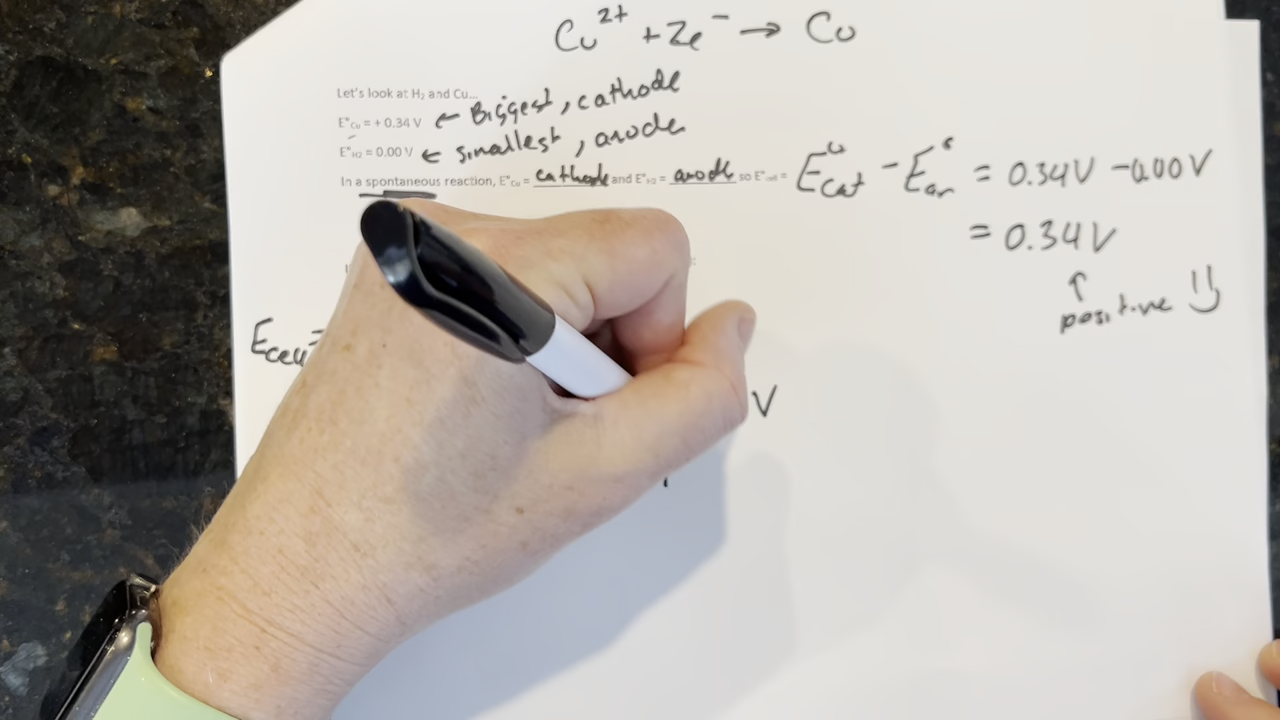 Cu²⁺ + 2e⁻ → Cu
Let's look at H₂ and Cu...
E°Cu = + 0.34 V ← Biggest, cathode
E°H2 = 0.00 V ← smallest, anode
In a spontaneous reaction, E°Cu = cathode and E°H2 = anode so E°cell = E°cat - E°an = 0.34V - 0.00V
= 0.34V
↑
positive
Ecell =
V